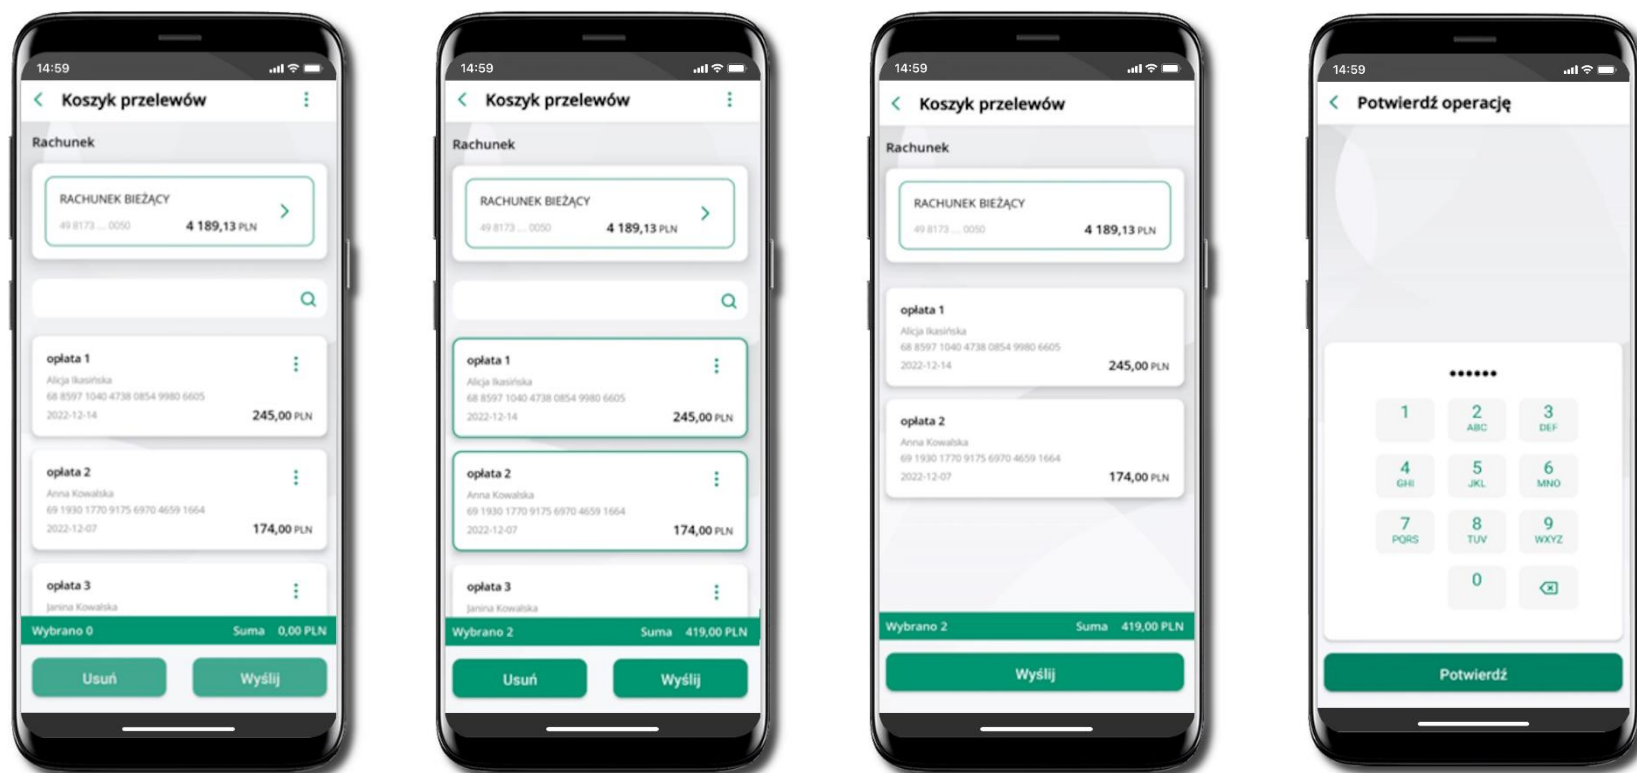 14:59
Koszyk przelewów
Rachunek
RACHUNEK BIEŻĄCY
49 8173 ... 0050 4 189,13 PLN
opłata 1
Alicja Ikasińska
68 8597 1040 4738 0854 9980 6605
2022-12-14 245,00 PLN
opłata 2
Anna Kowalska
69 1930 1770 9175 6970 4659 1664
2022-12-07 174,00 PLN
opłata 3
Janina Kowalska
Wybrano 0 Suma 0,00 PLN
Usuń Wyślij
14:59
Koszyk przelewów
Rachunek
RACHUNEK BIEŻĄCY
49 8173 ... 0050 4 189,13 PLN
opłata 1
Alicja Ikasińska
68 8597 1040 4738 0854 9980 6605
2022-12-14 245,00 PLN
opłata 2
Anna Kowalska
69 1930 1770 9175 6970 4659 1664
2022-12-07 174,00 PLN
opłata 3
Janina Kowalska
Wybrano 2 Suma 419,00 PLN
Usuń Wyślij
14:59
Koszyk przelewów
Rachunek
RACHUNEK BIEŻĄCY
49 8173 ... 0050 4 189,13 PLN
opłata 1
Alicja Ikasińska
68 8597 1040 4738 0854 9980 6605
2022-12-14 245,00 PLN
opłata 2
Anna Kowalska
69 1930 1770 9175 6970 4659 1664
2022-12-07 174,00 PLN
Wybrano 2 Suma 419,00 PLN
Wyślij
14:59
Potwierdź operację
••••••
1 2 3
ABC DEF
4 5 6
GHI JKL MNO
7 8 9
PQRS TUV WXYZ
0
Potwierdź